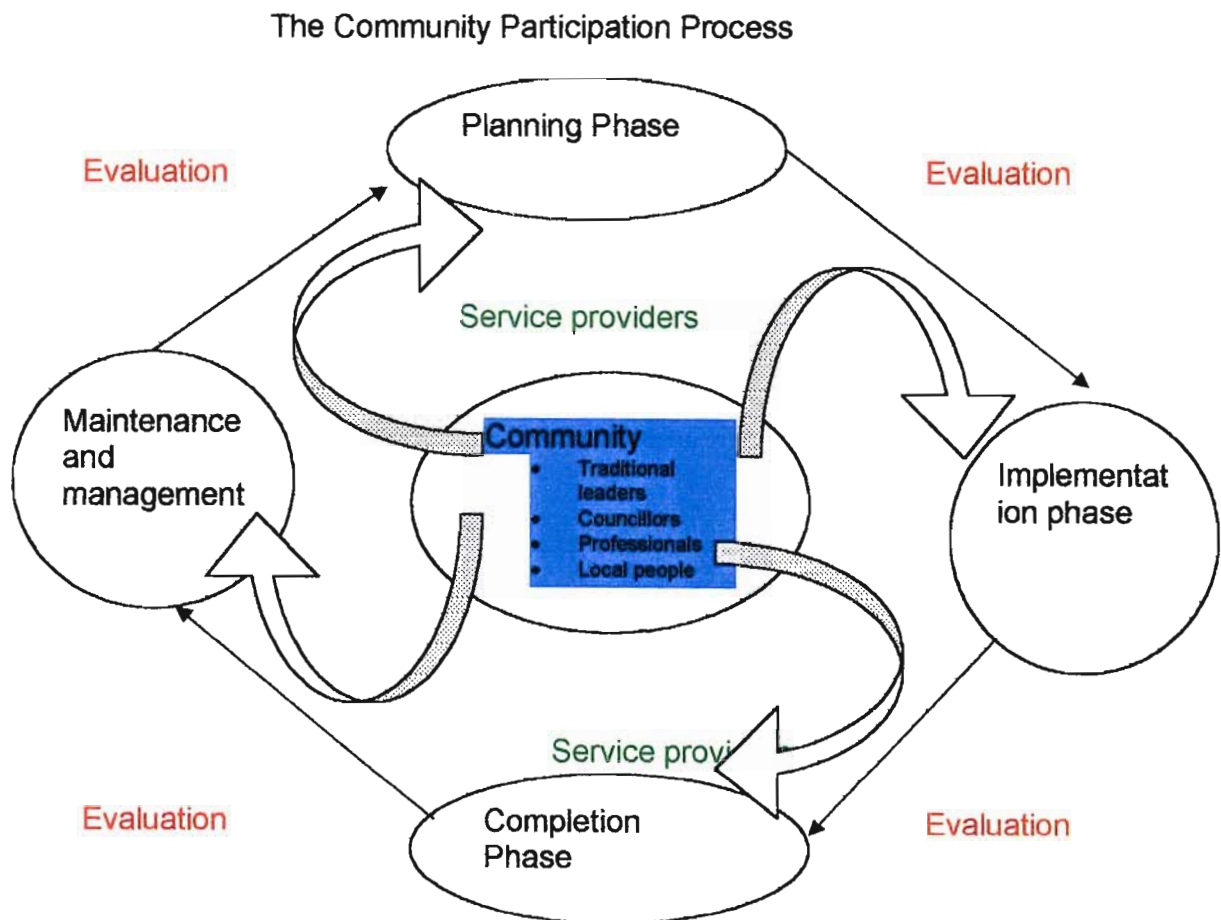 The Community Participation Process
Planning Phase
Evaluation
Evaluation
Service providers
Maintenance
and
management
Community
• Traditional
leaders
• Councillors
• Professionals
• Local people
Implementat
ion phase
Service provi
Completion
Phase
Evaluation
Evaluation